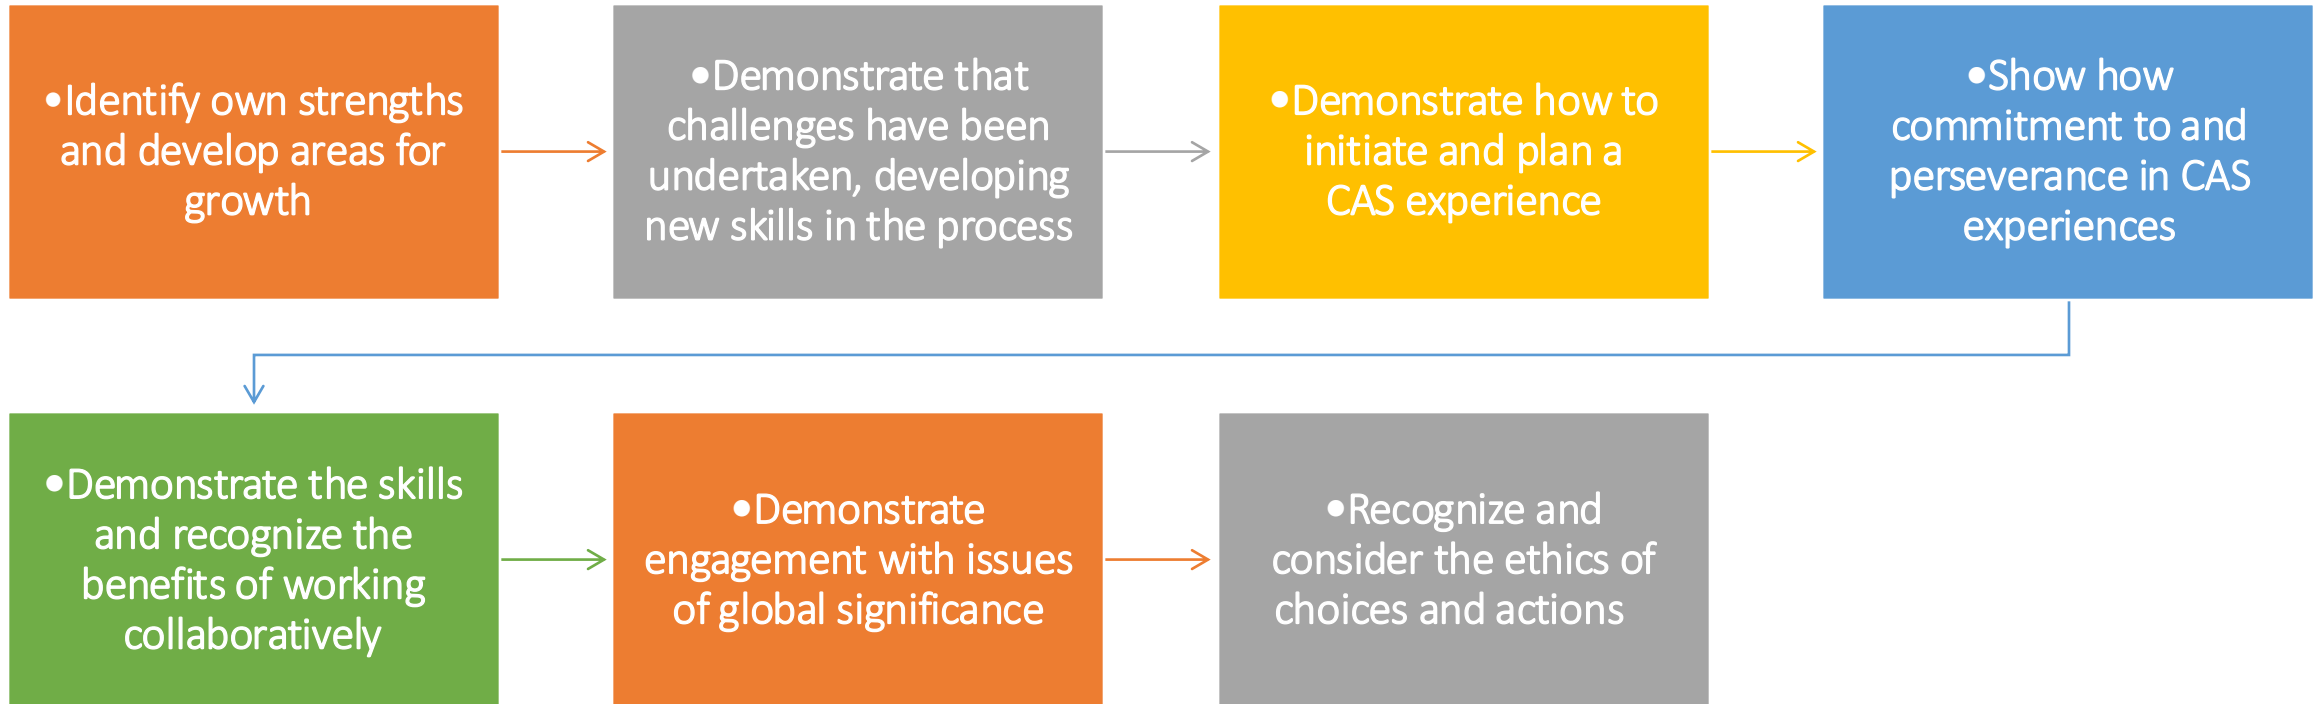 •Identify own strengths
and develop areas for
growth
•Demonstrate that
challenges have been
undertaken, developing
new skills in the process
•Demonstrate how to
initiate and plan a
CAS experience
•Show how
commitment to and
perseverance in CAS
experiences
•Demonstrate the skills
and recognize the
benefits of working
collaboratively
•Demonstrate
engagement with issues
of global significance
•Recognize and
consider the ethics of
choices and actions